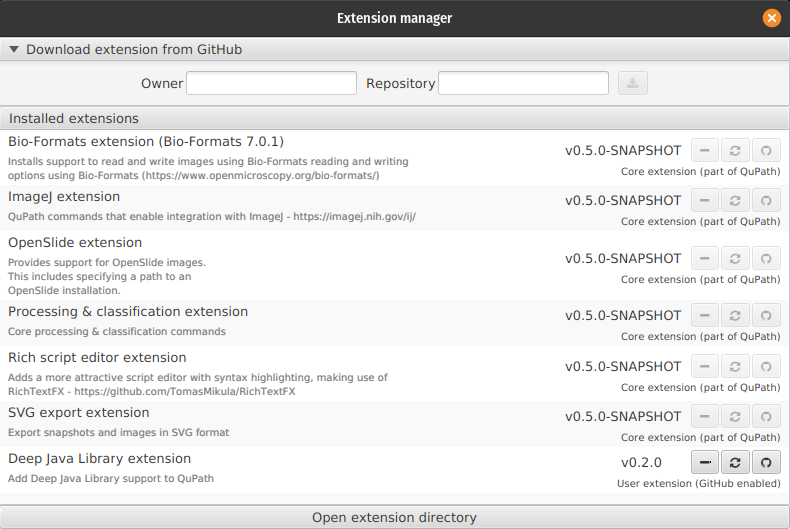 Extension manager
Download extension from GitHub
Owner Repository
Installed extensions
Bio-Formats extension (Bio-Formats 7.0.1)
v0.5.0-SNAPSHOT
Installs support to read and write images using Bio-Formats reading and writing
options using Bio-Formats (https://www.openmicroscopy.org/bio-formats/)
Core extension (part of QuPath)
ImageJ extension
v0.5.0-SNAPSHOT
QuPath commands that enable integration with ImageJ - https://imagej.nih.gov/ij/
Core extension (part of QuPath)
OpenSlide extension
v0.5.0-SNAPSHOT
Provides support for OpenSlide images.
This includes specifying a path to an
OpenSlide installation.
Core extension (part of QuPath)
Processing & classification extension
v0.5.0-SNAPSHOT
Core processing & classification commands
Core extension (part of QuPath)
Rich script editor extension
v0.5.0-SNAPSHOT
Adds a more attractive script editor with syntax highlighting, making use of
RichTextFX - https://github.com/TomasMikula/RichTextFX
Core extension (part of QuPath)
SVG export extension
v0.5.0-SNAPSHOT
Export snapshots and images in SVG format
Core extension (part of QuPath)
Deep Java Library extension
v0.2.0
Add Deep Java Library support to QuPath
User extension (GitHub enabled)
Open extension directory